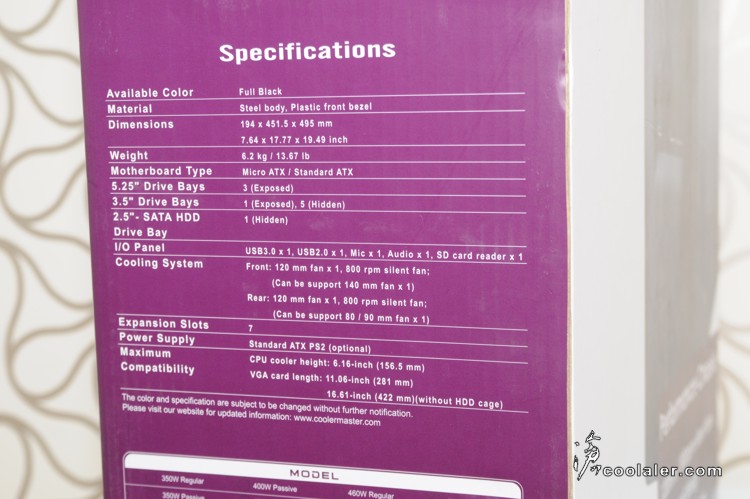 Specifications
Available Color Full Black
Material Steel body, Plastic front bezel
Dimensions 194 x 451.5 x 495 mm
7.64 x 17.77 x 19.49 inch
Weight 6.2 kg / 13.67 lb
Motherboard Type Micro ATX / Standard ATX
5.25" Drive Bays 3 (Exposed)
3.5" Drive Bays 1 (Exposed), 5 (Hidden)
2.5"- SATA HDD 1 (Hidden)
Drive Bay
I/O Panel USB3.0 x 1, USB2.0 x 1, Mic x 1, Audio x 1, SD card reader x 1
Cooling System Front: 120 mm fan x 1, 800 rpm silent fan;
(Can be support 140 mm fan x 1)
Rear: 120 mm fan x 1, 800 rpm silent fan;
(Can be support 80 / 90 mm fan x 1)
Expansion Slots 7
Power Supply Standard ATX PS2 (optional)
Maximum CPU cooler height: 6.16-inch (156.5 mm)
Compatibility VGA card length: 11.06-inch (281 mm)
16.61-inch (422 mm)(without HDD cage)
The color and specification are subject to be changed without further notification.
Please visit our website for updated information: www.coolermaster.com
MODEL
350W Regular 400W Passive 460W Regular
350W Passive
coolaler.com